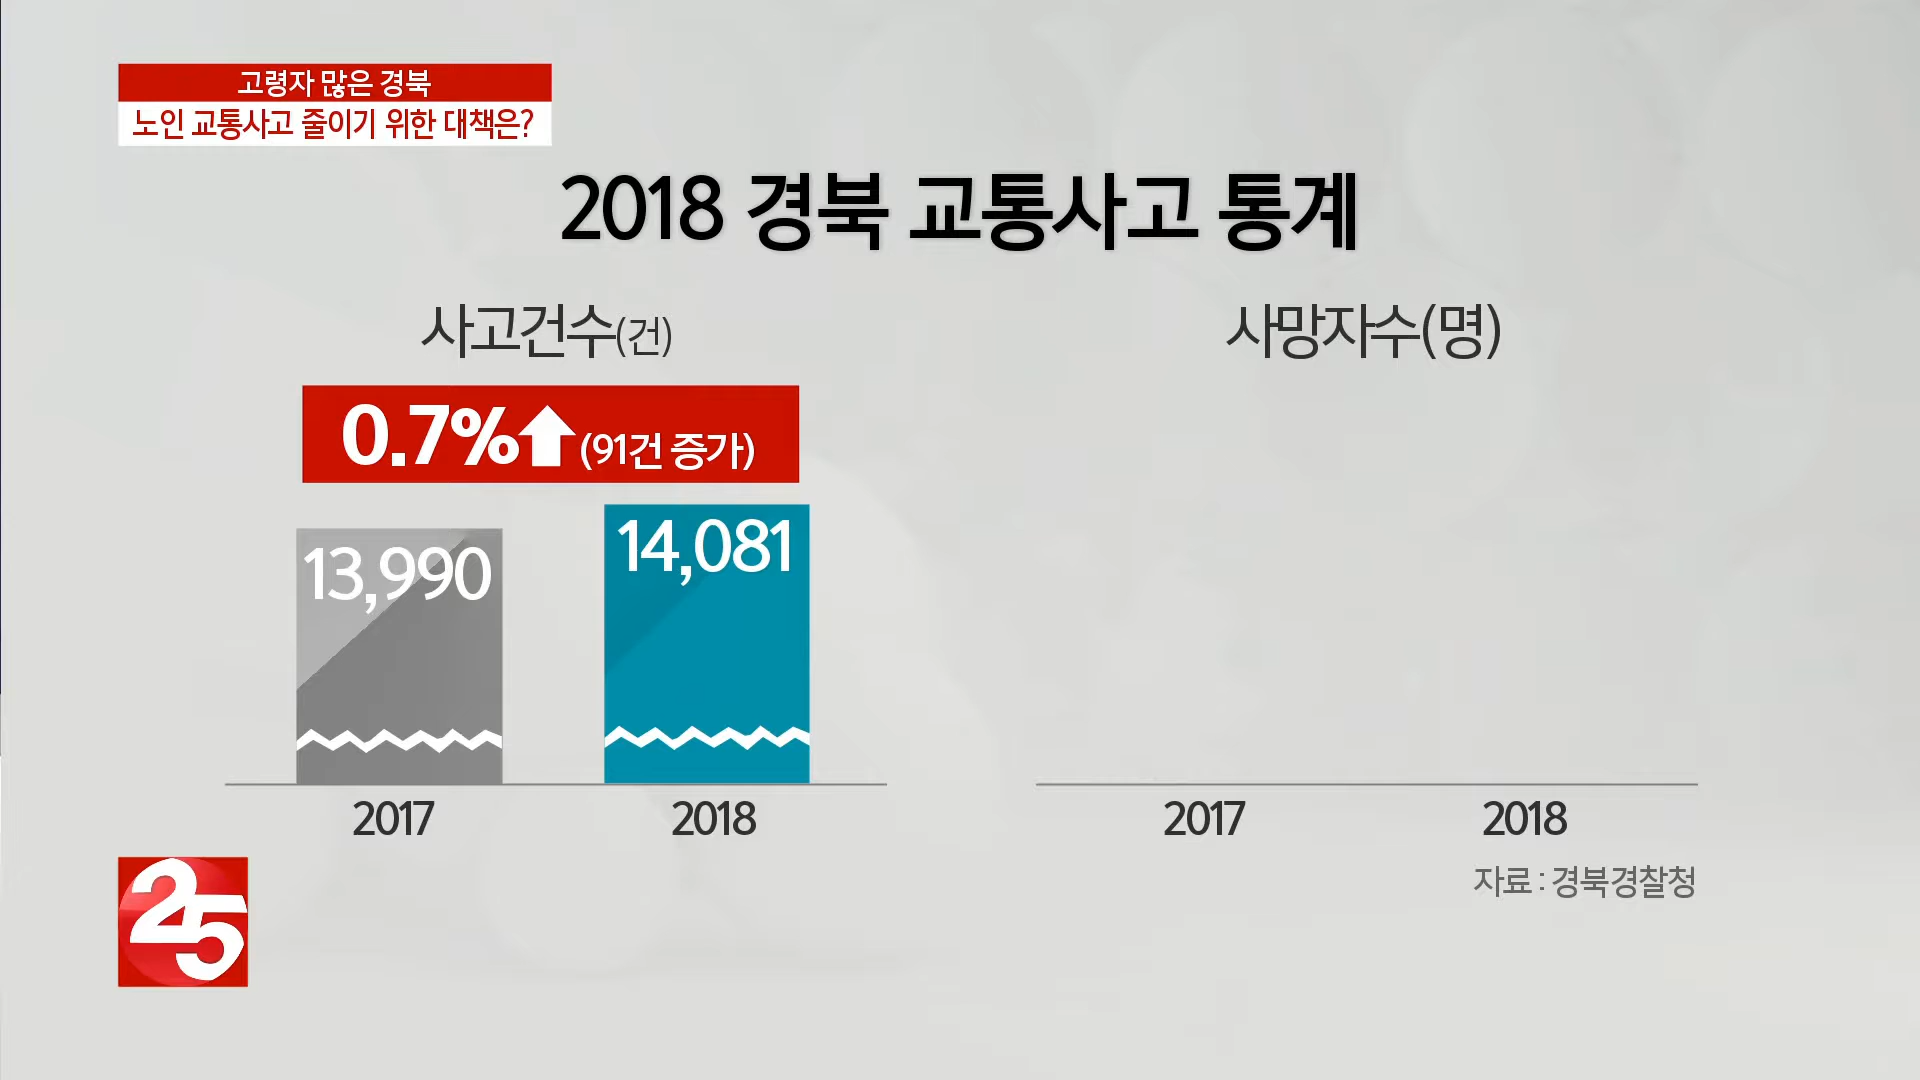 고령자 많은 경북
노인 교통사고 줄이기 위한 대책은?
2018 경북 교통사고 통계
사고건수(건)
0.7% (91건 증가)
13,990
14,081
2017
2018
사망자수(명)
2017
2018
자료 : 경북경찰청
25